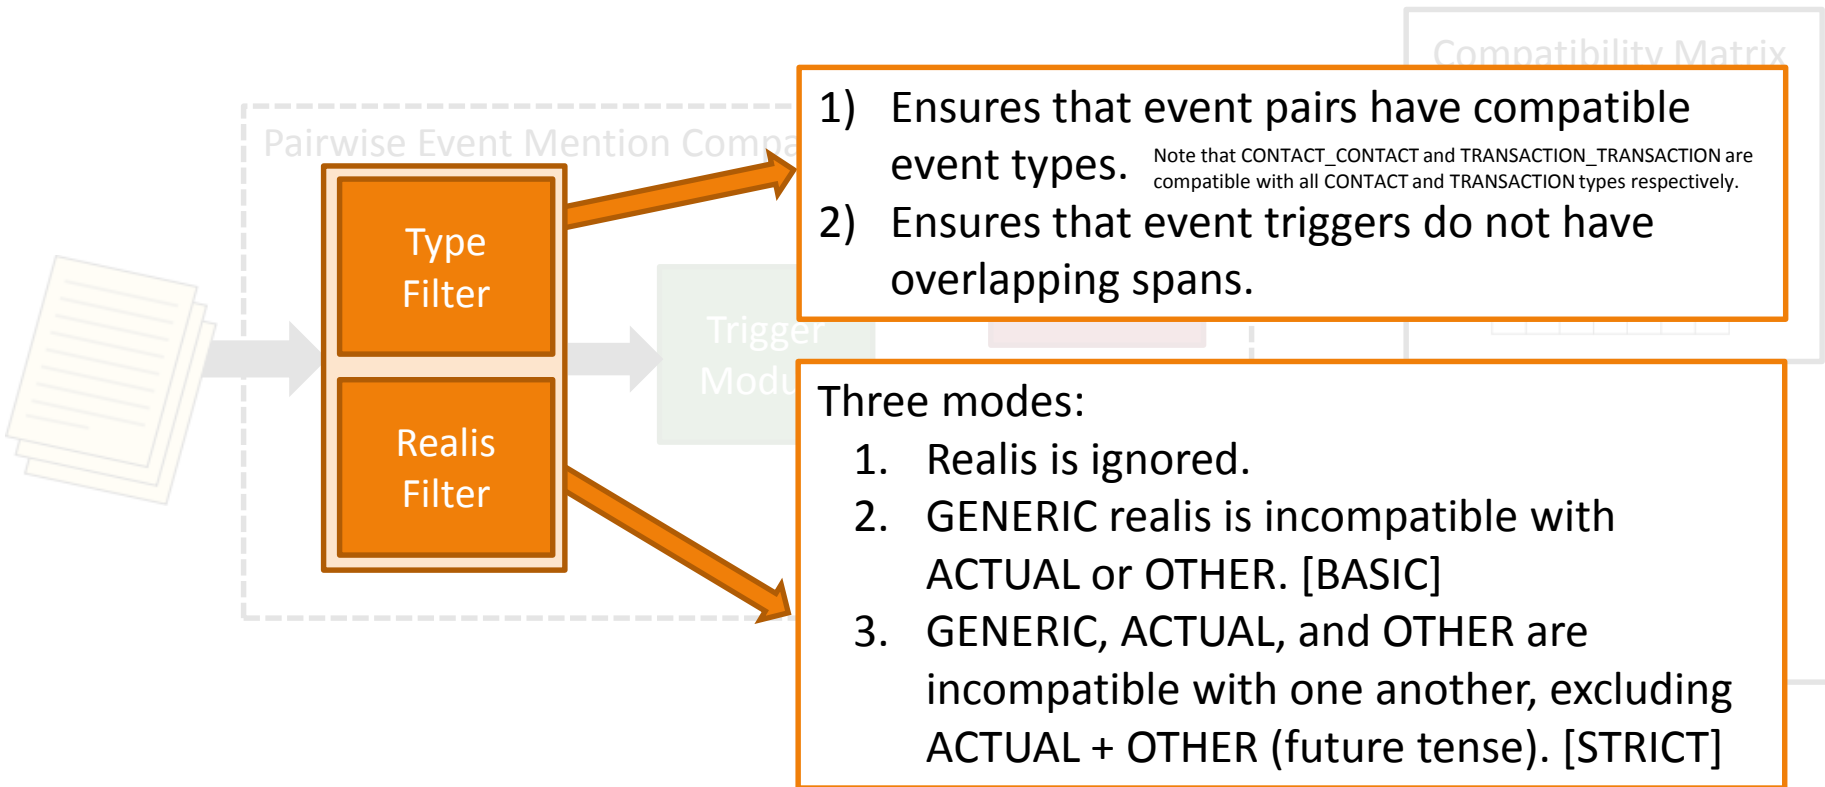 Compatibility Matrix
Pairwise Event Mention
1) Ensures that event pairs have compatible
event types. Note that CONTACT_CONTACT and TRANSACTION_TRANSACTION are
compatible with all CONTACT and TRANSACTION types respectively.
2) Ensures that event triggers do not have
overlapping spans.
Type
Filter
Realis
Filter
Trigger
Three modes:
1. Realis is ignored.
2. GENERIC realis is incompatible with
ACTUAL or OTHER. [BASIC]
3. GENERIC, ACTUAL, and OTHER are
incompatible with one another, excluding
ACTUAL + OTHER (future tense). [STRICT]